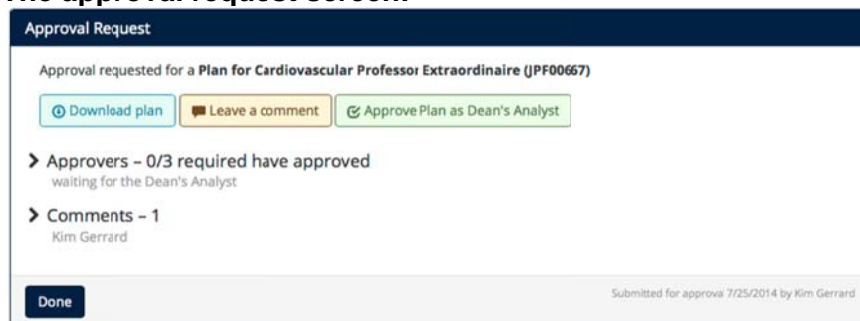 Approval Request
Approval requested for a Plan for Cardiovascular Professor Extraordinaire (JPF00667)
Download plan Leave a comment Approve Plan as Dean's Analyst
Approvers – 0/3 required have approved
waiting for the Dean's Analyst
Comments – 1
Kim Gerrard
Done Submitted for approva 7/25/2014 by Kim Gerrard